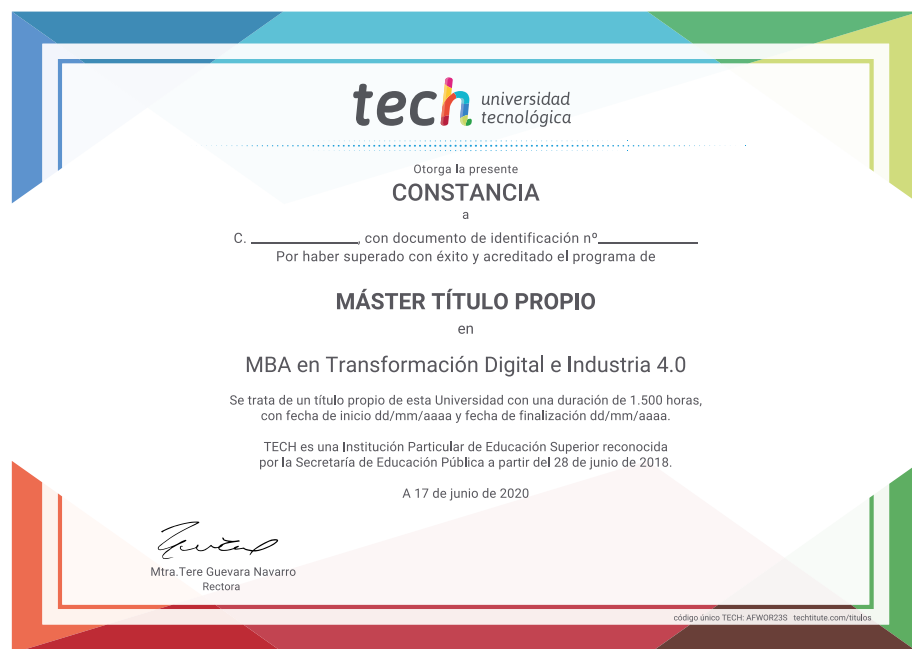 tech universidad
tecnológica
Otorga la presente
CONSTANCIA
a
C. ______________, con documento de identificación nº_____________
Por haber superado con éxito y acreditado el programa de
MÁSTER TÍTULO PROPIO
en
MBA en Transformación Digital e Industria 4.0
Se trata de un título propio de esta Universidad con una duración de 1.500 horas,
con fecha de inicio dd/mm/aaaa y fecha de finalización dd/mm/aaaa.
TECH es una Institución Particular de Educación Superior reconocida
por la Secretaría de Educación Pública a partir del 28 de junio de 2018.
A 17 de junio de 2020
Mtra.Tere Guevara Navarro
Rectora
código único TECH: AFWOR23S techtitute.com/titulos